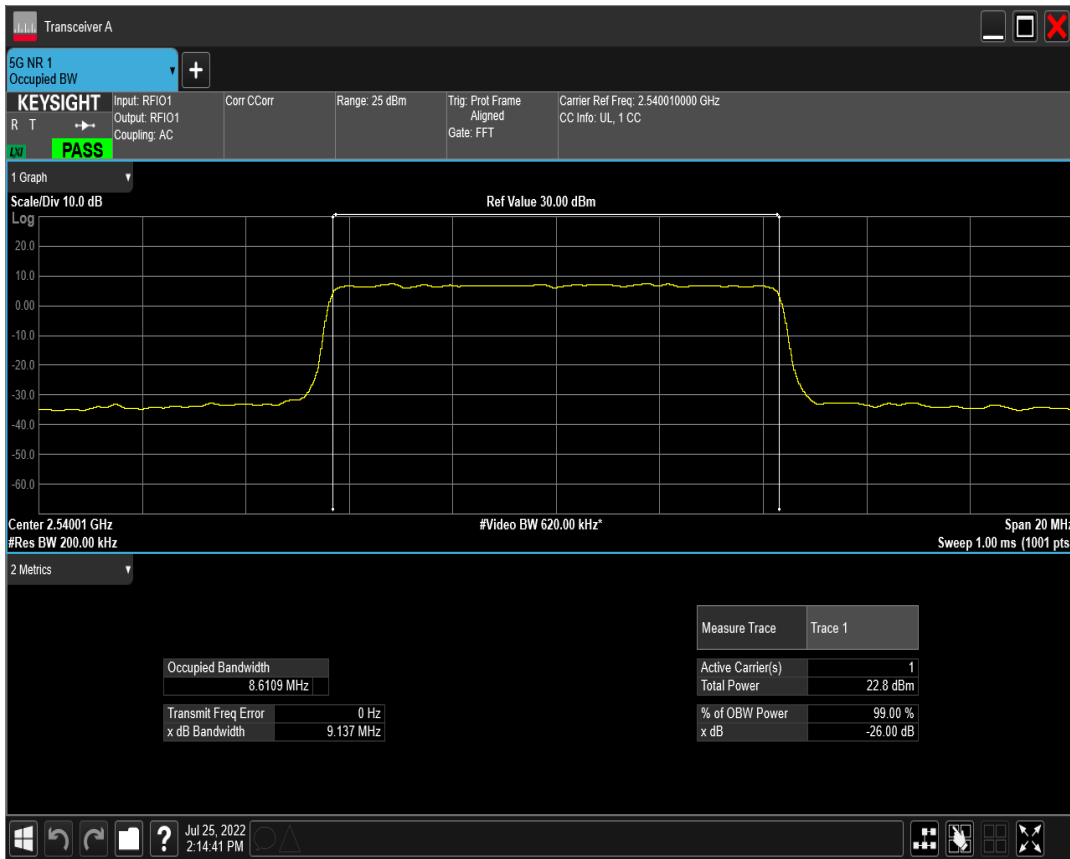 Transceiver A
5G NR 1
Occupied BW
KEYSIGHT
R T
LXI
PASS
Input: RFIO1
Output: RFIO1
Coupling: AC
Corr CCorr
Range: 25 dBm
Trig: Prot Frame
Aligned
Gate: FFT
Carrier Ref Freq: 2.540010000 GHz
CC Info: UL, 1 CC
1 Graph
Scale/Div 10.0 dB
Ref Value 30.00 dBm
Log
20.0
10.0
0.00
-10.0
-20.0
-30.0
-40.0
-50.0
-60.0
Center 2.54001 GHz
#Video BW 620.00 kHz*
Span 20 MHz
#Res BW 200.00 kHz
Sweep 1.00 ms (1001 pts
2 Metrics
Measure Trace Trace 1
Occupied Bandwidth
8.6109 MHz
Active Carrier(s) 1
Total Power 22.8 dBm
Transmit Freq Error 0 Hz
x dB Bandwidth 9.137 MHz
% of OBW Power 99.00 %
x dB -26.00 dB
?
Jul 25, 2022
2:14:41 PM